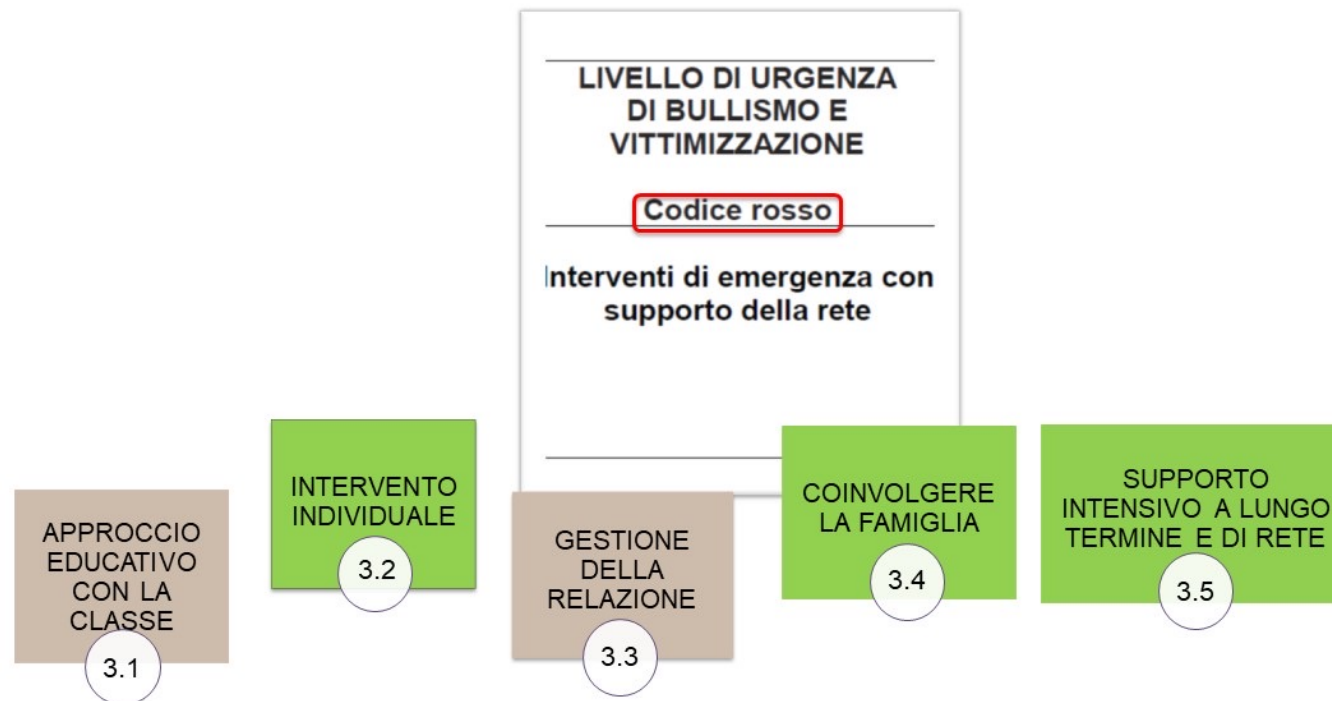 LIVELLO DI URGENZA
DI BULLISMO E
VITTIMIZZAZIONE
Codice rosso
Interventi di emergenza con
supporto della rete
APPROCCIO
EDUCATIVO
CON LA
CLASSE
3.1
INTERVENTO
INDIVIDUALE
3.2
GESTIONE
DELLA
RELAZIONE
3.3
COINVOLGERE
LA FAMIGLIA
3.4
SUPPORTO
INTENSIVO A LUNGO
TERMINE E DI RETE
3.5